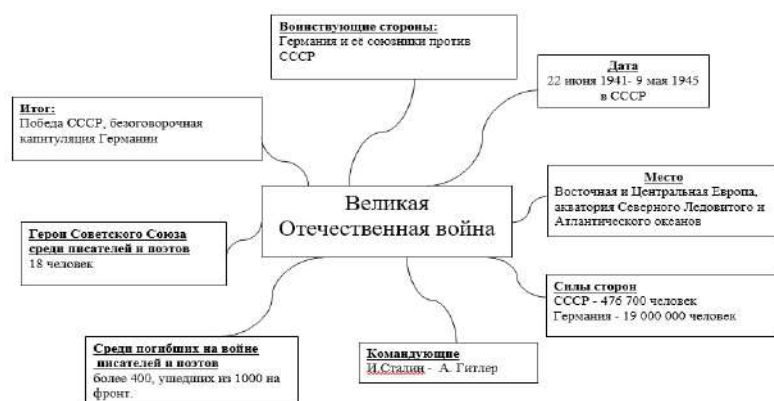 Воинствующие стороны:
Германия и её союзники против
СССР
Дата
22 июня 1941- 9 мая 1945
в СССР
Итог:
Победа СССР, безоговорочная
капитуляция Германии
Место
Восточная и Центральная Европа,
акватория Северного Ледовитого и
Атлантического океанов
Великая
Отечественная война
Герои Советского Союза
среди писателей и поэтов
18 человек
Силы сторон
СССР - 476 700 человек
Германия - 19 000 000 человек
Среди погибших на войне
писателей и поэтов
более 400, ушедших из 1000 на
фронт.
Командующие
И.Сталин - А. Гитлер